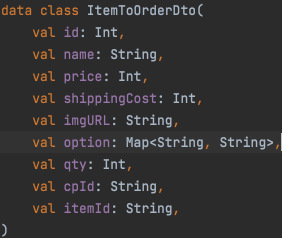 data class ItemToOrderDto(
    val id: Int,
    val name: String,
    val price: Int,
    val shippingCost: Int,
    val imgURL: String,
    val option: Map<String, String>,
    val qty: Int,
    val cpId: String,
    val itemId: String,
)